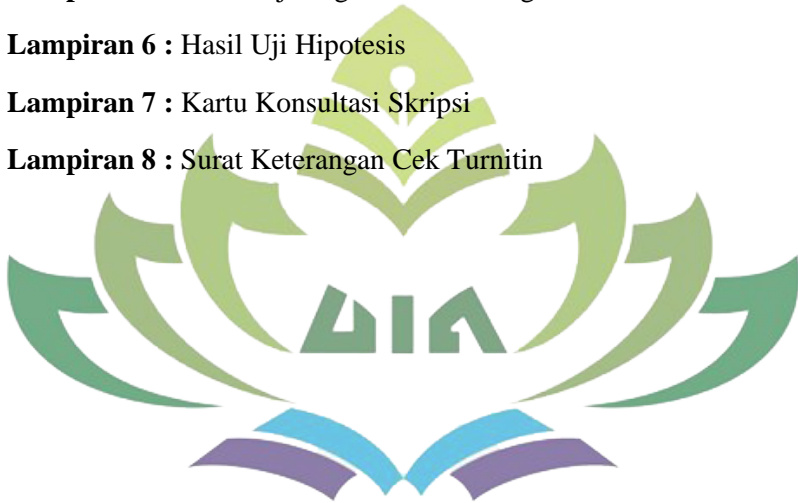 Lampiran 6 : Hasil Uji Hipotesis
Lampiran 7 : Kartu Konsultasi Skripsi
Lampiran 8 : Surat Keterangan Cek Turnitin
UIN